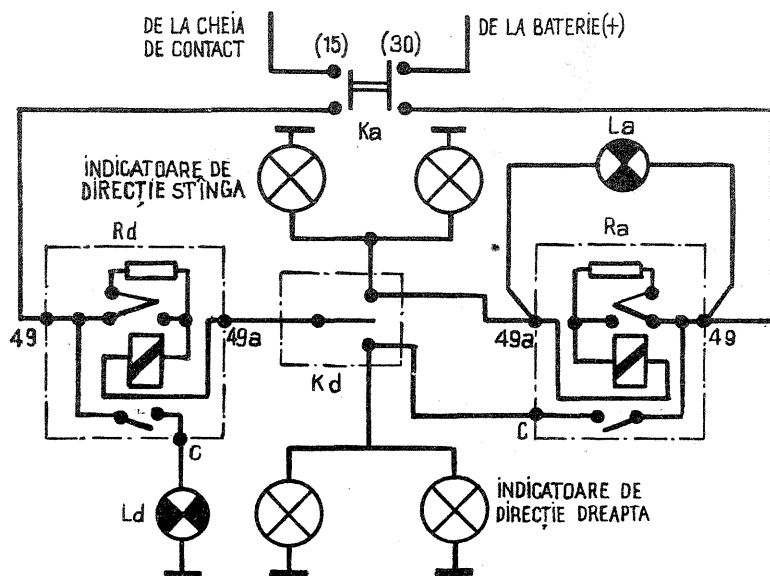 DE LA CHEIA
DE CONTACT
(15)
(30)
DE LA BATERIE(+)
Ka
La
INDICATOARE DE
DIRECȚIE STÎNGA
Rd
Ra
49
49a
Kd
49a
49
C
C
Ld
INDICATOARE DE
DIRECȚIE DREAPTA